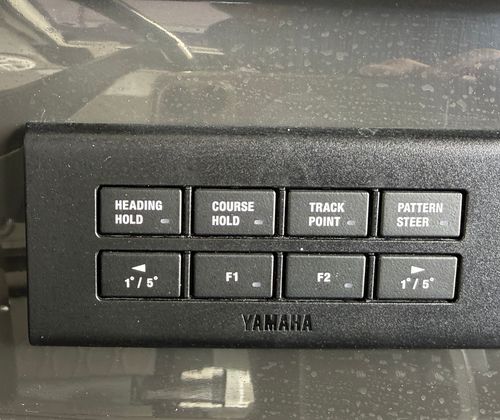 HEADING
HOLD
COURSE
HOLD
TRACK
POINT
PATTERN
STEER
◄
1°/5°
F1
F2
►
1°/5°
YAMAHA